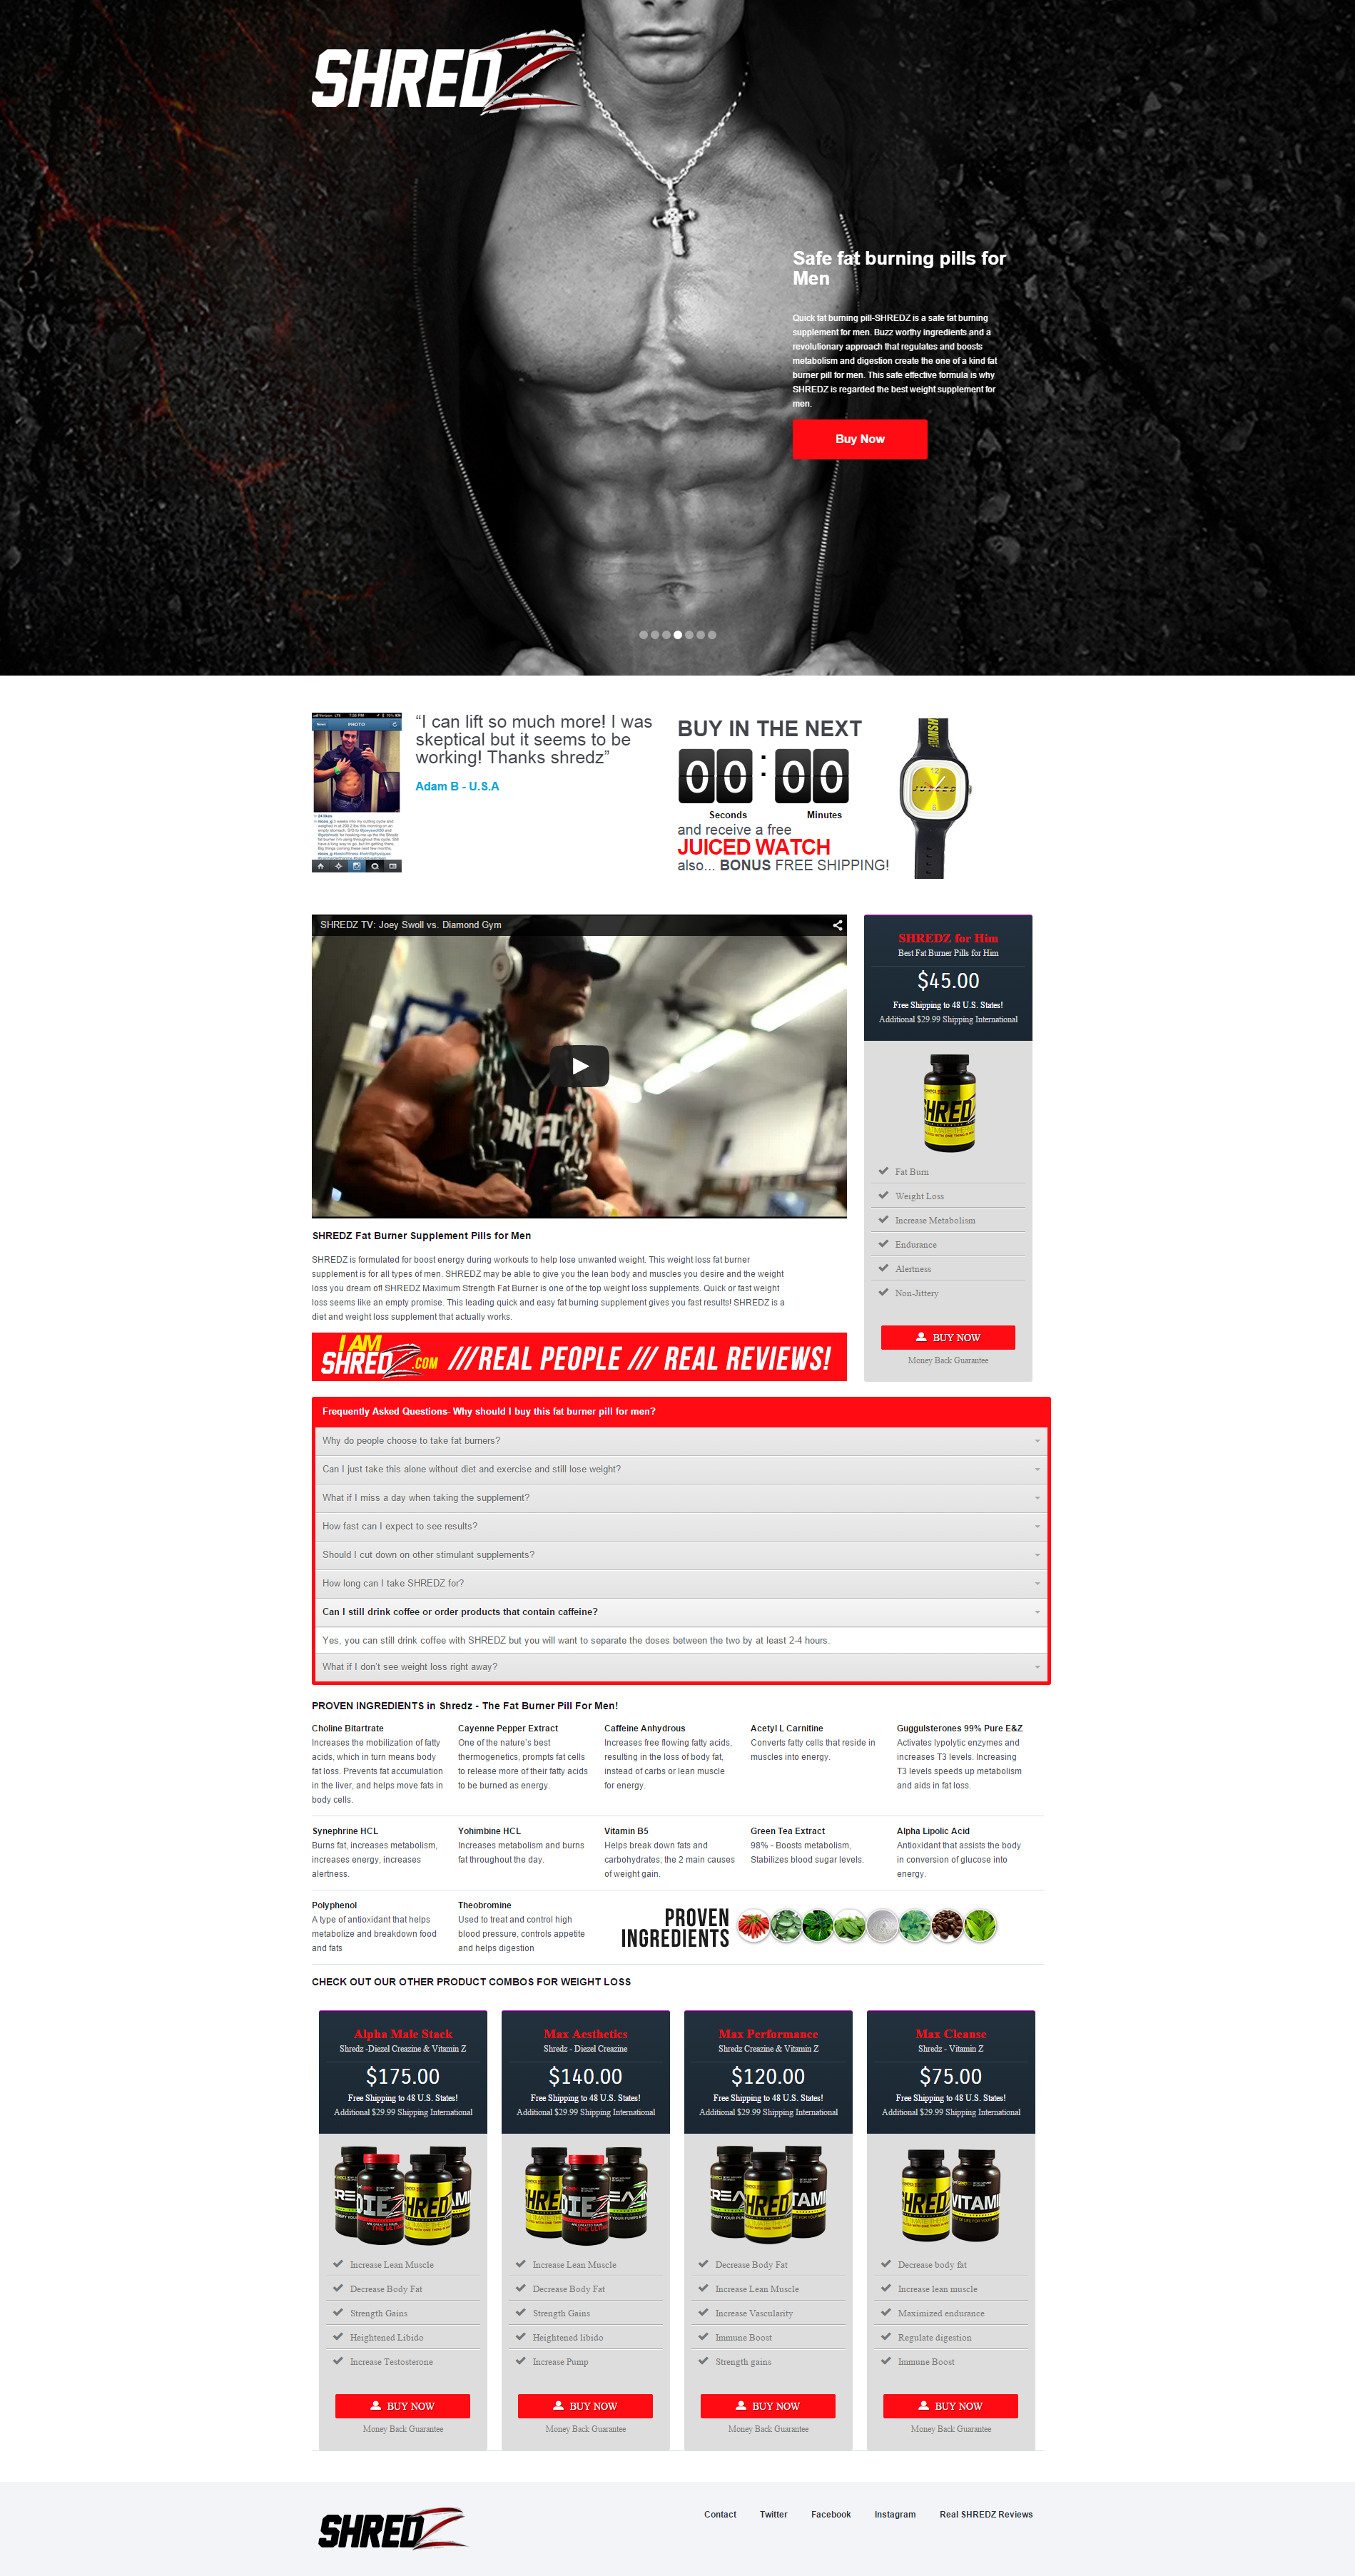 SHREDZ
Safe fat burning pills for
Men
Quick fat burning pill-SHREDZ is a safe fat burning
supplement for men. Buzz worthy ingredients and a
revolutionary approach that regulates and boosts
metabolism and digestion create the one of a kind fat
burner pill for men. This safe effective formula is why
SHREDZ is regarded the best weight supplement for
men.
Buy Now
PHOTO
“I can lift so much more! I was
skeptical but it seems to be
working! Thanks shredz”
Adam B - U.S.A
BUY IN THE NEXT
00 : 00
Seconds Minutes
and receive a free
JUICED WATCH
also... BONUS FREE SHIPPING!
JUICED
SHREDZ TV: Joey Swoll vs. Diamond Gym
SHREDZ Fat Burner Supplement Pills for Men
SHREDZ is formulated for boost energy during workouts to help lose unwanted weight. This weight loss fat burner
supplement is for all types of men. SHREDZ may be able to give you the lean body and muscles you desire and the weight
loss you dream of! SHREDZ Maximum Strength Fat Burner is one of the top weight loss supplements. Quick or fast weight
loss seems like an empty promise. This leading quick and easy fat burning supplement gives you fast results! SHREDZ is a
diet and weight loss supplement that actually works.
I AM
SHREDZ.COM ///REAL PEOPLE /// REAL REVIEWS!
SHREDZ for Him
Best Fat Burner Pills for Him
$45.00
Free Shipping to 48 U.S. States!
Additional $29.99 Shipping International
SHREDZ
Fat Burn
Weight Loss
Increase Metabolism
Endurance
Alertness
Non-Jittery
BUY NOW
Money Back Guarantee
Frequently Asked Questions- Why should I buy this fat burner pill for men?
Why do people choose to take fat burners?
Can I just take this alone without diet and exercise and still lose weight?
What if I miss a day when taking the supplement?
How fast can I expect to see results?
Should I cut down on other stimulant supplements?
How long can I take SHREDZ for?
Can I still drink coffee or order products that contain caffeine?
Yes, you can still drink coffee with SHREDZ but you will want to separate the doses between the two by at least 2-4 hours.
What if I don't see weight loss right away?
PROVEN INGREDIENTS in Shredz - The Fat Burner Pill For Men!
Choline Bitartrate
Increases the mobilization of fatty
acids, which in turn means body
fat loss. Prevents fat accumulation
in the liver, and helps move fats in
body cells.
Cayenne Pepper Extract
One of the nature's best
thermogenetics, prompts fat cells
to release more of their fatty acids
to be burned as energy.
Caffeine Anhydrous
Increases free flowing fatty acids,
resulting in the loss of body fat,
instead of carbs or lean muscle
for energy.
Acetyl L Carnitine
Converts fatty cells that reside in
muscles into energy.
Guggulsterones 99% Pure E&Z
Activates lypolytic enzymes and
increases T3 levels. Increasing
T3 levels speeds up metabolism
and aids in fat loss.
Synephrine HCL
Burns fat, increases metabolism,
increases energy, increases
alertness.
Yohimbine HCL
Increases metabolism and burns
fat throughout the day.
Vitamin B5
Helps break down fats and
carbohydrates; the 2 main causes
of weight gain.
Green Tea Extract
98% - Boosts metabolism,
Stabilizes blood sugar levels.
Alpha Lipolic Acid
Antioxidant that assists the body
in conversion of glucose into
energy.
Polyphenol
A type of antioxidant that helps
metabolize and breakdown food
and fats
Theobromine
Used to treat and control high
blood pressure, controls appetite
and helps digestion
PROVEN
INGREDIENTS
CHECK OUT OUR OTHER PRODUCT COMBOS FOR WEIGHT LOSS
Alpha Male Stack
Shredz -Diezel Creazine & Vitamin Z
$175.00
Free Shipping to 48 U.S. States!
Additional $29.99 Shipping International
Increase Lean Muscle
Decrease Body Fat
Strength Gains
Heightened Libido
Increase Testosterone
BUY NOW
Money Back Guarantee
Max Aesthetics
Shredz - Diezel Creazine
$140.00
Free Shipping to 48 U.S. States!
Additional $29.99 Shipping International
Increase Lean Muscle
Decrease Body Fat
Strength Gains
Heightened libido
Increase Pump
BUY NOW
Money Back Guarantee
Max Performance
Shredz Creazine & Vitamin Z
$120.00
Free Shipping to 48 U.S. States!
Additional $29.99 Shipping International
Decrease Body Fat
Increase Lean Muscle
Increase Vascularity
Immune Boost
Strength gains
BUY NOW
Money Back Guarantee
Max Cleanse
Shredz - Vitamin Z
$75.00
Free Shipping to 48 U.S. States!
Additional $29.99 Shipping International
Decrease body fat
Increase lean muscle
Maximized endurance
Regulate digestion
Immune Boost
BUY NOW
Money Back Guarantee
SHREDZ
Contact Twitter Facebook Instagram Real SHREDZ Reviews